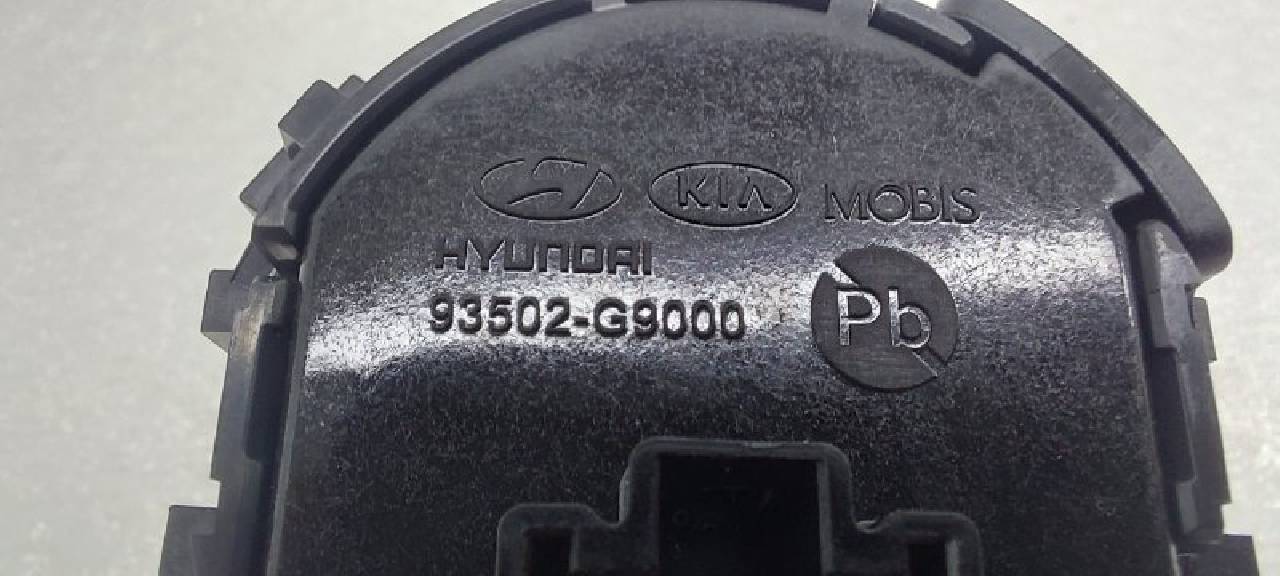 KIA MOBIS
HYUNDAI
93502-G9000
Pb